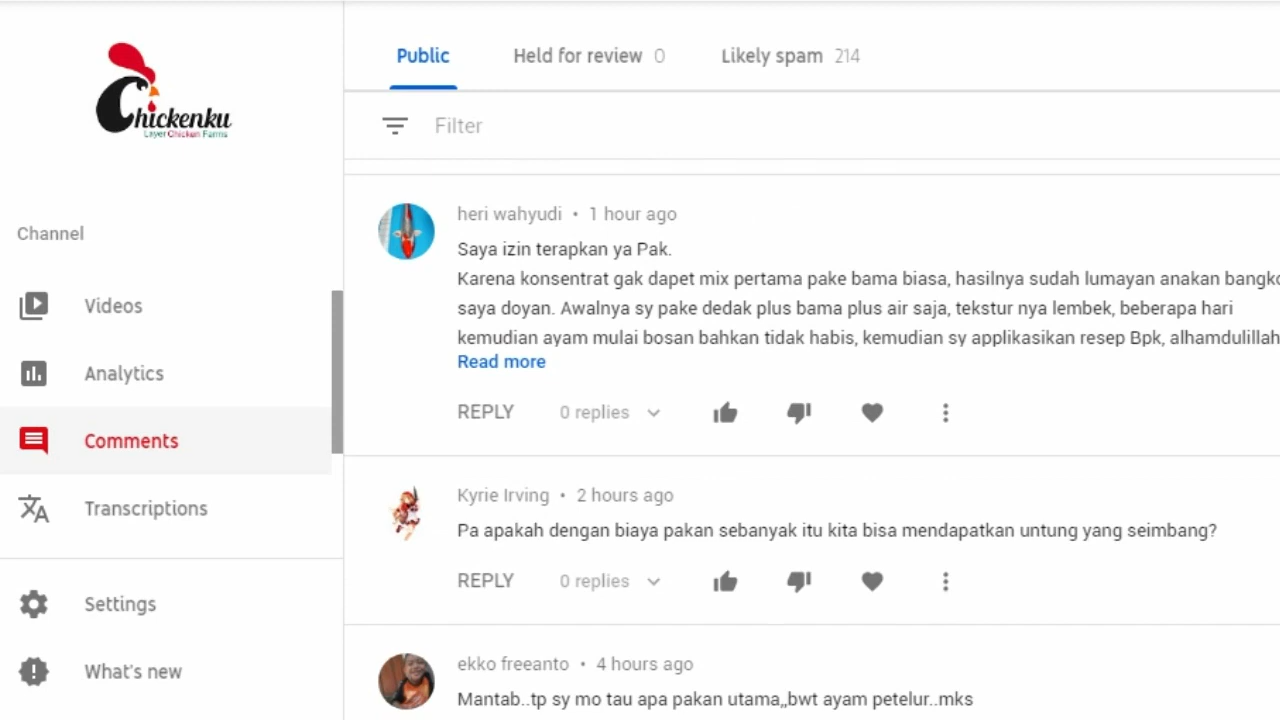 Chickenku
Layer Chicken Farms
Channel
Videos
Analytics
Comments
Transcriptions
Settings
What's new
Public Held for review 0 Likely spam 214
Filter
heri wahyudi • 1 hour ago
Saya izin terapkan ya Pak.
Karena konsentrat gak dapet mix pertama pake bama biasa, hasilnya sudah lumayan anakan bangko
saya doyan. Awalnya sy pake dedak plus bama plus air saja, tekstur nya lembek, beberapa hari
kemudian ayam mulai bosan bahkan tidak habis, kemudian sy applikasikan resep Bpk, alhamdulillah
Read more
REPLY 0 replies
Kyrie Irving • 2 hours ago
Pa apakah dengan biaya pakan sebanyak itu kita bisa mendapatkan untung yang seimbang?
REPLY 0 replies
ekko freeanto • 4 hours ago
Mantab..tp sy mo tau apa pakan utama,,bwt ayam petelur..mks